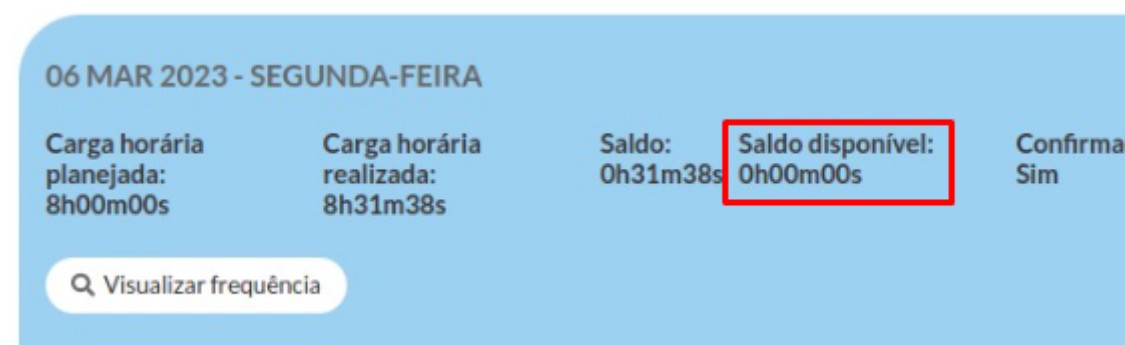 06 MAR 2023 - SEGUNDA-FEIRA
Carga horária
planejada:
8h00m00s
Carga horária
realizada:
8h31m38s
Saldo:
0h31m38s
Saldo disponível:
0h00m00s
Confirma
Sim
Visualizar frequência